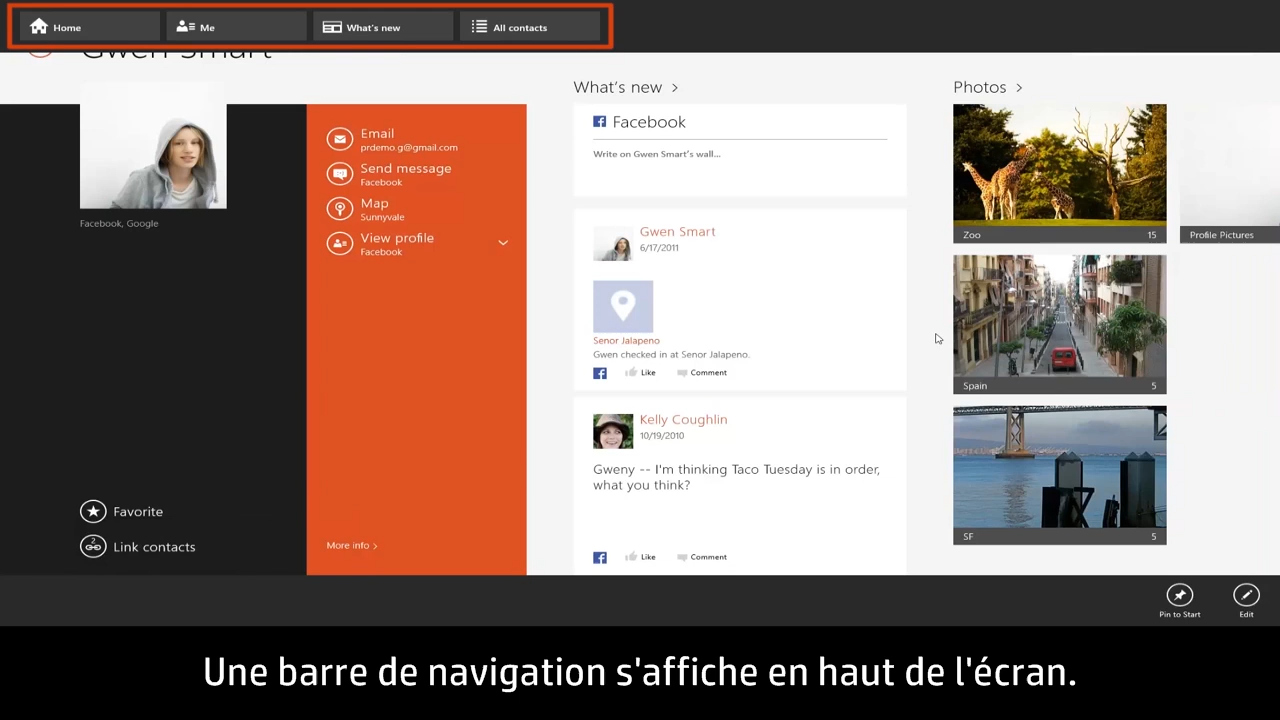 Home
Me
What's new
All contacts
Gwen Smart
Facebook, Google
Favorite
2
Link contacts
Email
prdemo.g@gmail.com
Send message
Facebook
Map
Sunnyvale
View profile
Facebook
More info >
What's new >
Facebook
Write on Gwen Smart's wall...
Gwen Smart
6/17/2011
Senor Jalapeno
Gwen checked in at Senor Jalapeno.
Like Comment
Kelly Coughlin
10/19/2010
Gweny -- I'm thinking Taco Tuesday is in order,
what you think?
Like Comment
Photos >
Zoo 15
Profile Pictures
Spain 5
SF 5
Pin to Start
Edit
Une barre de navigation s'affiche en haut de l'écran.